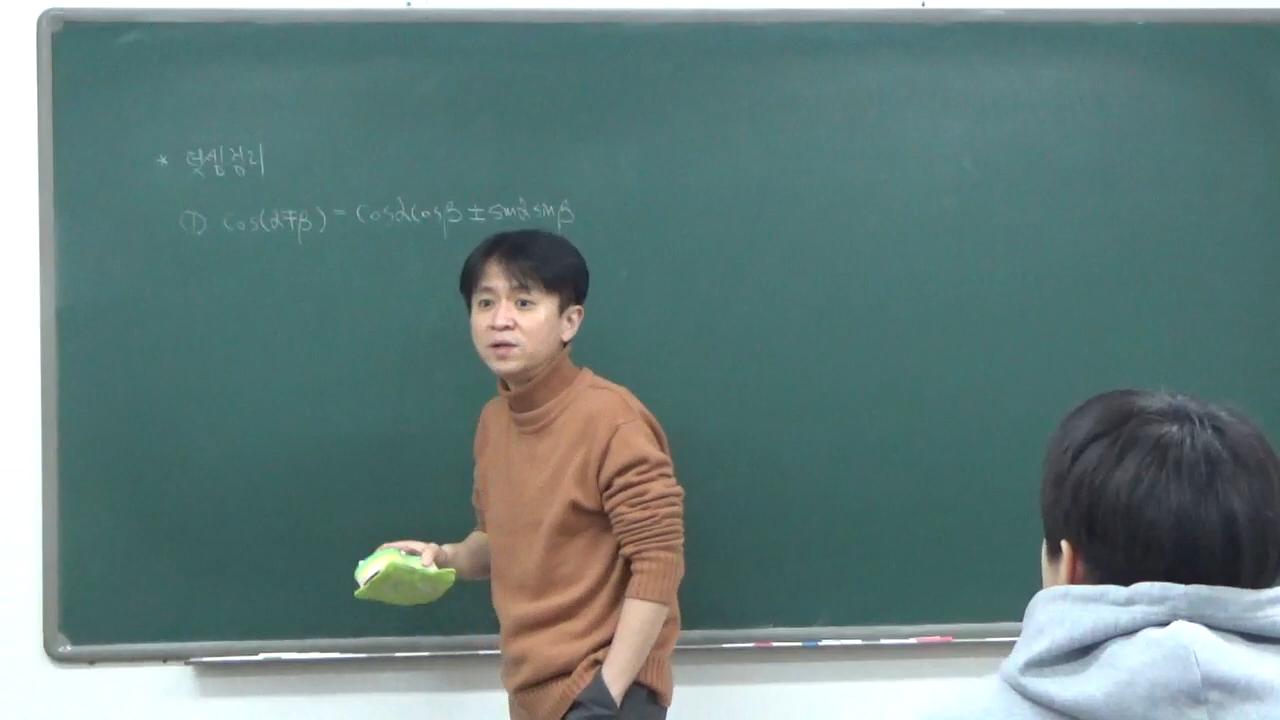 * 덧셈정리
① cos(α∓β) = cosαcosβ ± sinαsinβ